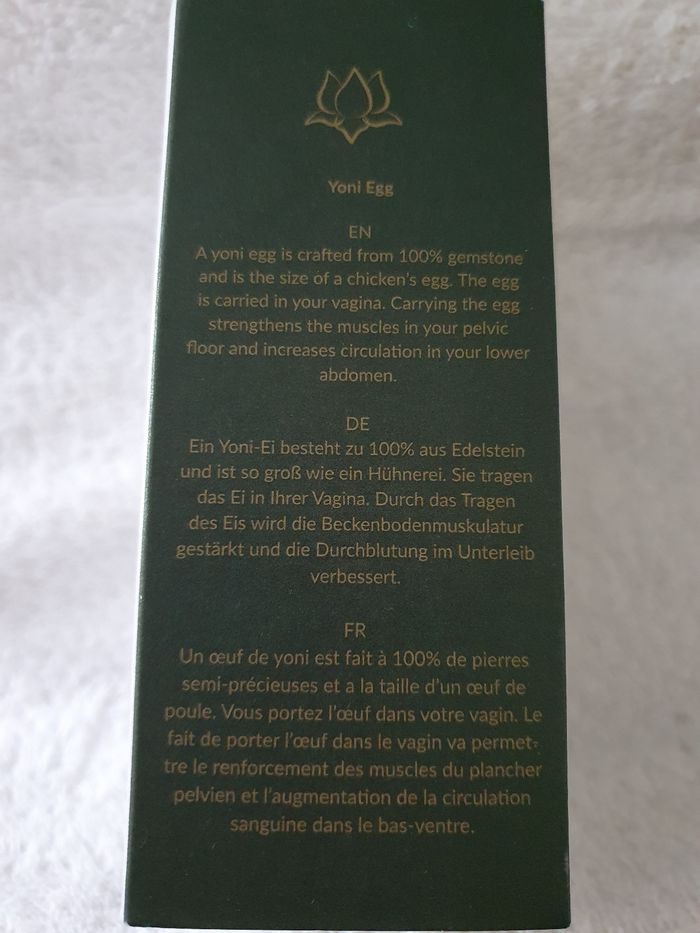 Yoni Egg
EN
A yoni egg is crafted from 100% gemstone
and is the size of a chicken's egg. The egg
is carried in your vagina. Carrying the egg
strengthens the muscles in your pelvic
floor and increases circulation in your lower
abdomen.
DE
Ein Yoni-Ei besteht zu 100% aus Edelstein
und ist so groß wie ein Hühnerei. Sie tragen
das Ei in Ihrer Vagina. Durch das Tragen
des Eis wird die Beckenbodenmuskulatur
gestärkt und die Durchblutung im Unterleib
verbessert.
FR
Un œuf de yoni est fait à 100% de pierres
semi-précieuses et a la taille d'un œuf de
poule. Vous portez l'œuf dans votre vagin. Le
fait de porter l'œuf dans le vagin va permet-
tre le renforcement des muscles du plancher
pelvien et l'augmentation de la circulation
sanguine dans le bas-ventre.